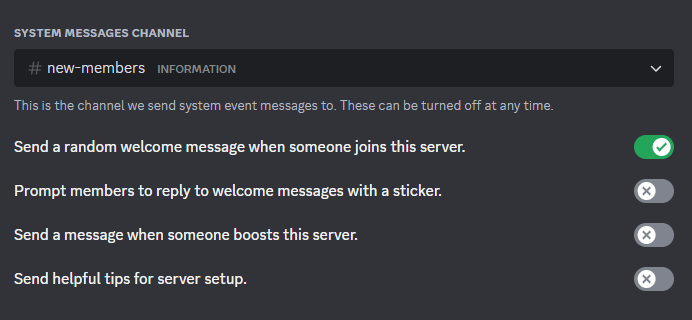 SYSTEM MESSAGES CHANNEL
# new-members INFORMATION
This is the channel we send system event messages to. These can be turned off at any time.
Send a random welcome message when someone joins this server.
Prompt members to reply to welcome messages with a sticker.
Send a message when someone boosts this server.
Send helpful tips for server setup.